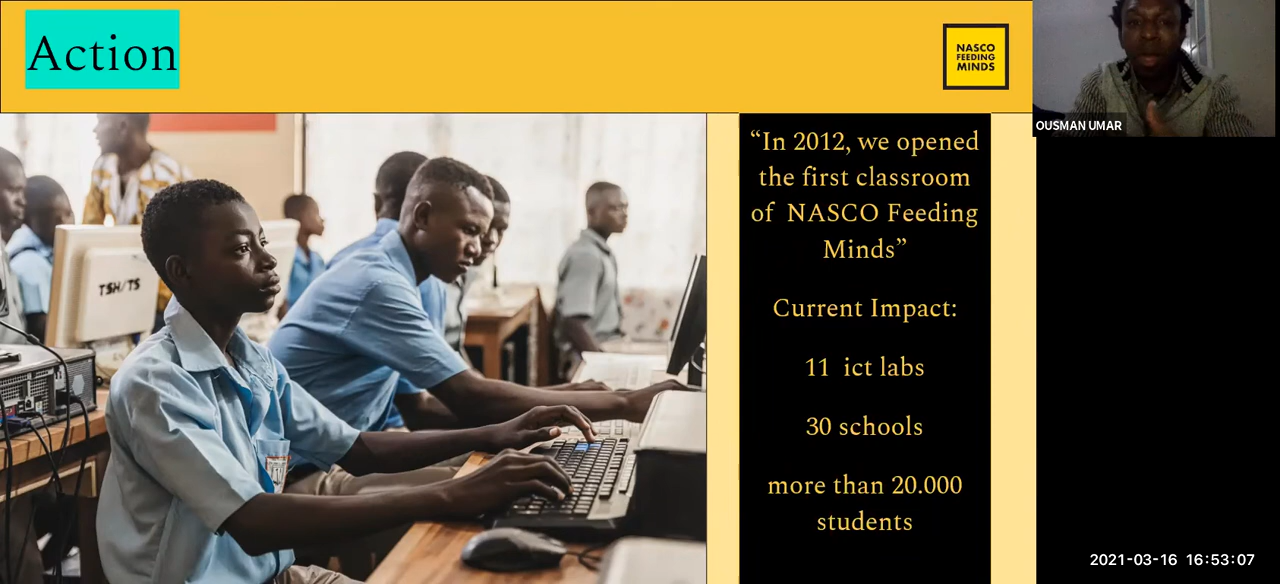 Action
NASCO
FEEDING
MINDS
OUSMAN UMAR
TSH/TS
“In 2012, we opened
the first classroom
of NASCO Feeding
Minds”
Current Impact:
11 ict labs
30 schools
more than 20.000
students
2021-03-16 16:53:07